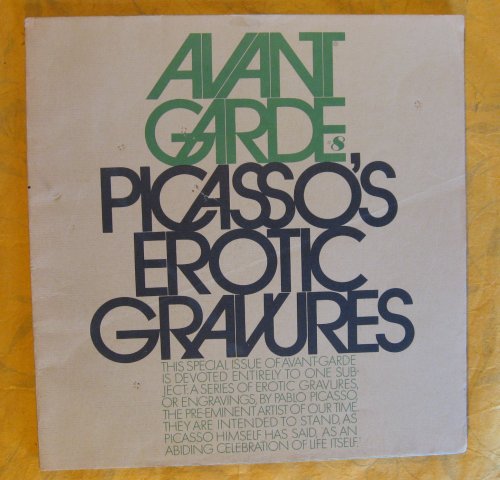 AVANT
GARDE 8
PICASSO'S
EROTIC
GRAVURES
THIS SPECIAL ISSUE OF AVANT-GARDE
IS DEVOTED ENTIRELY TO ONE SUB-
JECT: A SERIES OF EROTIC GRAVURES,
OR ENGRAVINGS, BY PABLO PICASSO,
THE PRE-EMINENT ARTIST OF OUR TIME.
THEY ARE INTENDED TO STAND, AS
PICASSO HIMSELF HAS SAID, AS AN
ABIDING CELEBRATION OF LIFE ITSELF.